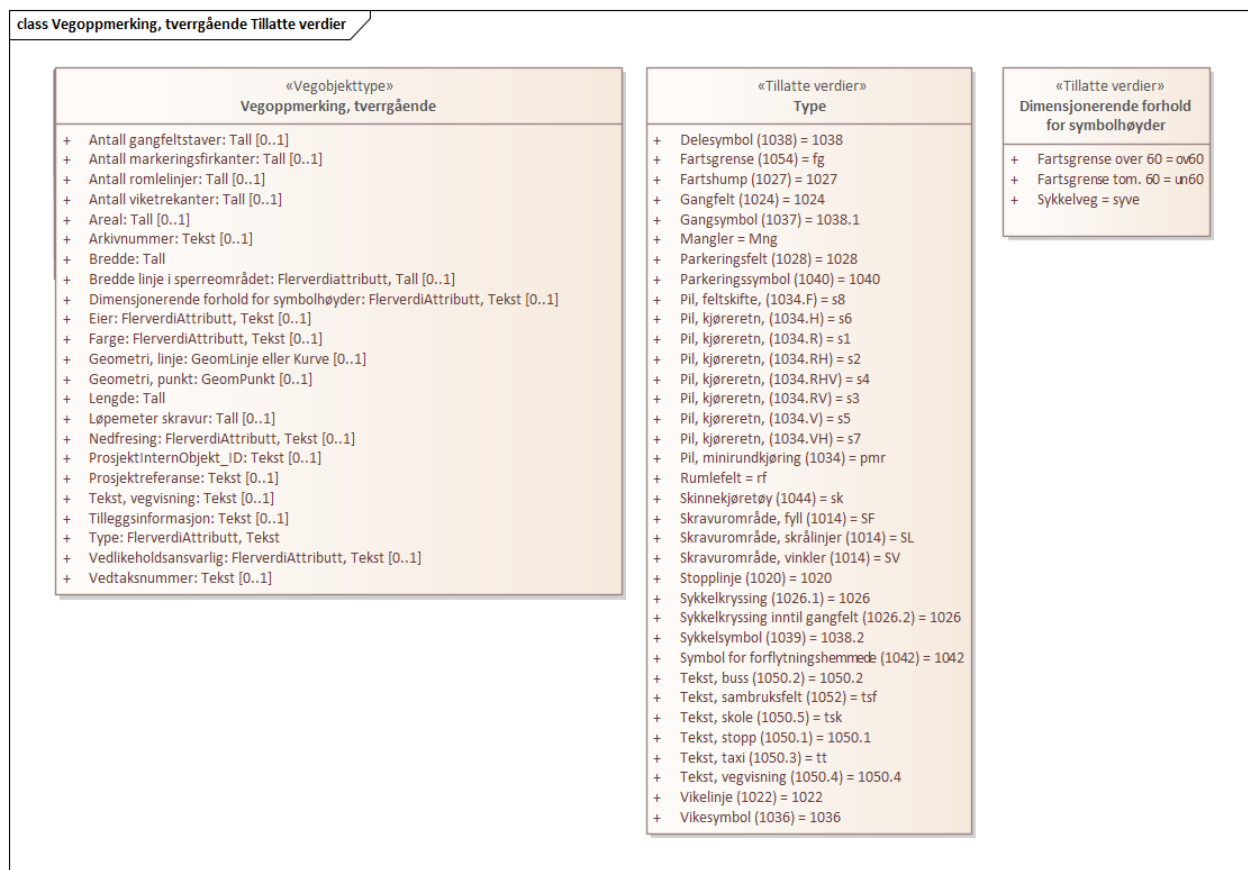 class Vegoppmerking, tverrgående Tillatte verdier
«Vegobjekttype»
Vegoppmerking, tverrgående
+ Antall gangfeltstaver: Tall [0..1]
+ Antall markeringsfirkanter: Tall [0..1]
+ Antall romlelinjer: Tall [0..1]
+ Antall viketrekanter: Tall [0..1]
+ Areal: Tall [0..1]
+ Arkivnummer: Tekst [0..1]
+ Bredde: Tall
+ Bredde linje i sperreområdet: Flerverdiattributt, Tall [0..1]
+ Dimensjonerende forhold for symbolhøyder: FlerverdiAttributt, Tekst [0..1]
+ Eier: FlerverdiAttributt, Tekst [0..1]
+ Farge: FlerverdiAttributt, Tekst [0..1]
+ Geometri, linje: GeomLinje eller Kurve [0..1]
+ Geometri, punkt: GeomPunkt [0..1]
+ Lengde: Tall
+ Løpemeter skravur: Tall [0..1]
+ Nedfresing: FlerverdiAttributt, Tekst [0..1]
+ ProsjektInternObjekt_ID: Tekst [0..1]
+ Prosjektreferanse: Tekst [0..1]
+ Tekst, vegvisning: Tekst [0..1]
+ Tilleggsinformasjon: Tekst [0..1]
+ Type: FlerverdiAttributt, Tekst
+ Vedlikeholdsansvarlig: FlerverdiAttributt, Tekst [0..1]
+ Vedtaksnummer: Tekst [0..1]
«Tillatte verdier»
Type
+ Delesymbol (1038) = 1038
+ Fartsgrense (1054) = fg
+ Fartshump (1027) = 1027
+ Gangfelt (1024) = 1024
+ Gangsymbol (1037) = 1038.1
+ Mangler = Mng
+ Parkeringsfelt (1028) = 1028
+ Parkeringssymbol (1040) = 1040
+ Pil, feltskifte, (1034.F) = s8
+ Pil, kjøreretn, (1034.H) = s6
+ Pil, kjøreretn, (1034.R) = s1
+ Pil, kjøreretn, (1034.RH) = s2
+ Pil, kjøreretn, (1034.RHV) = s4
+ Pil, kjøreretn, (1034.RV) = s3
+ Pil, kjøreretn, (1034.V) = s5
+ Pil, kjøreretn, (1034.VH) = s7
+ Pil, minirundkjøring (1034) = pmr
+ Rumlefelt = rf
+ Skinnekjøretøy (1044) = sk
+ Skravurområde, fyll (1014) = SF
+ Skravurområde, skrålinjer (1014) = SL
+ Skravurområde, vinkler (1014) = SV
+ Stopplinje (1020) = 1020
+ Sykkelkryssing (1026.1) = 1026
+ Sykkelkryssing inntil gangfelt (1026.2) = 1026
+ Sykkelsymbol (1039) = 1038.2
+ Symbol for forflytningshemmede (1042) = 1042
+ Tekst, buss (1050.2) = 1050.2
+ Tekst, sambruksfelt (1052) = tsf
+ Tekst, skole (1050.5) = tsk
+ Tekst, stopp (1050.1) = 1050.1
+ Tekst, taxi (1050.3) = tt
+ Tekst, vegvisning (1050.4) = 1050.4
+ Vikelinje (1022) = 1022
+ Vikesymbol (1036) = 1036
«Tillatte verdier»
Dimensjonerende forhold
for symbolhøyder
+ Fartsgrense over 60 = ov60
+ Fartsgrense tom. 60 = un60
+ Sykkelveg = syve